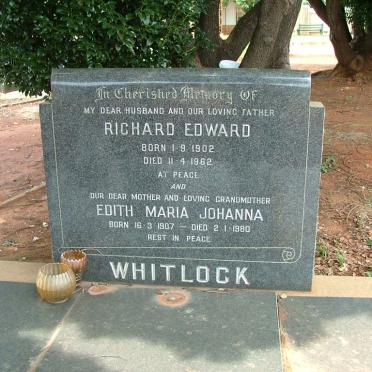 In Cherished Memory Of
MY DEAR HUSBAND AND OUR LOVING FATHER
RICHARD EDWARD
BORN 1·9·1902
DIED 11·4·1962
AT PEACE
AND
OUR DEAR MOTHER AND LOVING GRANDMOTHER
EDITH MARIA JOHANNA
BORN 16·3·1907 — DIED 2·1·1980
REST IN PEACE
WHITLOCK